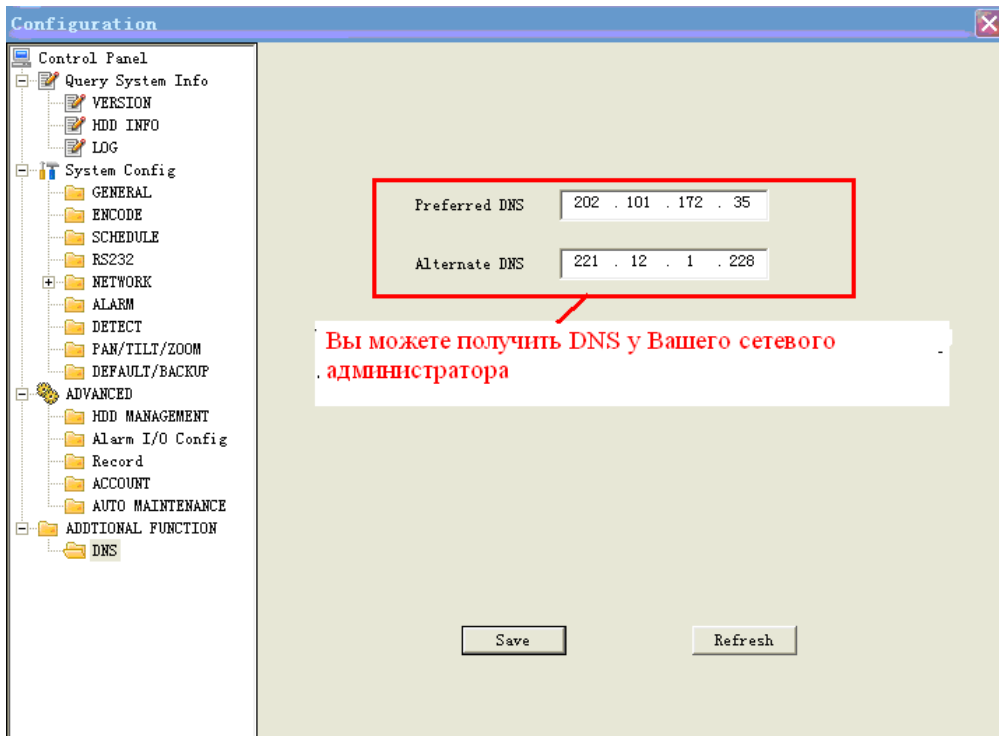 Configuration
Control Panel
Query System Info
VERSION
HDD INFO
LOG
System Config
GENERAL
ENCODE
SCHEDULE
RS232
NETWORK
ALARM
DETECT
PAN/TILT/ZOOM
DEFAULT/BACKUP
ADVANCED
HDD MANAGEMENT
Alarm I/O Config
Record
ACCOUNT
AUTO MAINTENANCE
ADDTIONAL FUNCTION
DNS
Preferred DNS 202 . 101 . 172 . 35
Alternate DNS 221 . 12 . 1 . 228
Вы можете получить DNS у Вашего сетевого
администратора
Save Refresh